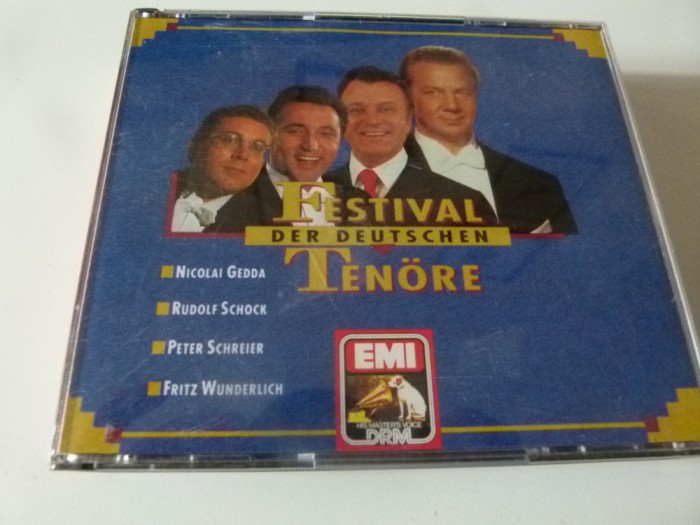 FESTIVAL
DER DEUTSCHEN
TENÖRE
NICOLAI GEDDA
RUDOLF SCHOCK
PETER SCHREIER
FRITZ WUNDERLICH
EMI
HIS MASTER'S VOICE
DRM